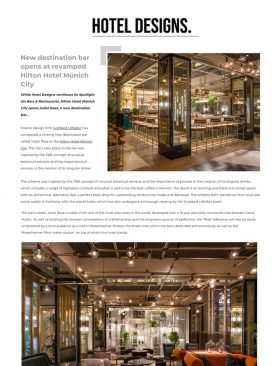 HOTEL DESIGNS.
New destination bar
opens at revamped
Hilton Hotel Munich
City
While Hotel Designs continues its Spotlight
On Bars & Restaurants, Hilton Hotel Munich
City opens Juliet Rose, a new destination
bar...
Interior design firm Goddard Littlefair has
completed a striking new destination bar
called Juliet Rose at the Hilton Hotel Munich
City. The city's new place to be/bar was
inspired by the R&D concept of unusual
botanical extracts and the importance of
process in the creation of its singular drinks.
The scheme was inspired by the R&D concept of unusual botanical extracts and the importance of process in the creation of its singular drinks,
which includes a range of signature cocktails and what is said to be the best coffee in Munich. The result is an exciting and theatrical mixed space
with an alchemical, laboratory feel, a perfect back drop for outstanding drinks to be made and delivered. The scheme both stands from and also
works subtly in harmony with the overall hotel, which has also undergone a thorough revamp by the Goddard Littlefair team.
The bar's name, Juliet Rose, is taken from one of the most elite roses in the world, developed over a 15 year period by renowned rose breeder David
Austin. As well as evoking the concept connotations of craftsmanship and the long-term pursuit of perfection, the 'Rose' reference will also be easily
understood by a local audience as a nod to Rosenheimer Strasse, the street onto which the bar's dedicated entrance faces, as well as the
Rosenheimer Platz metro station, on top of which the hotel stands.